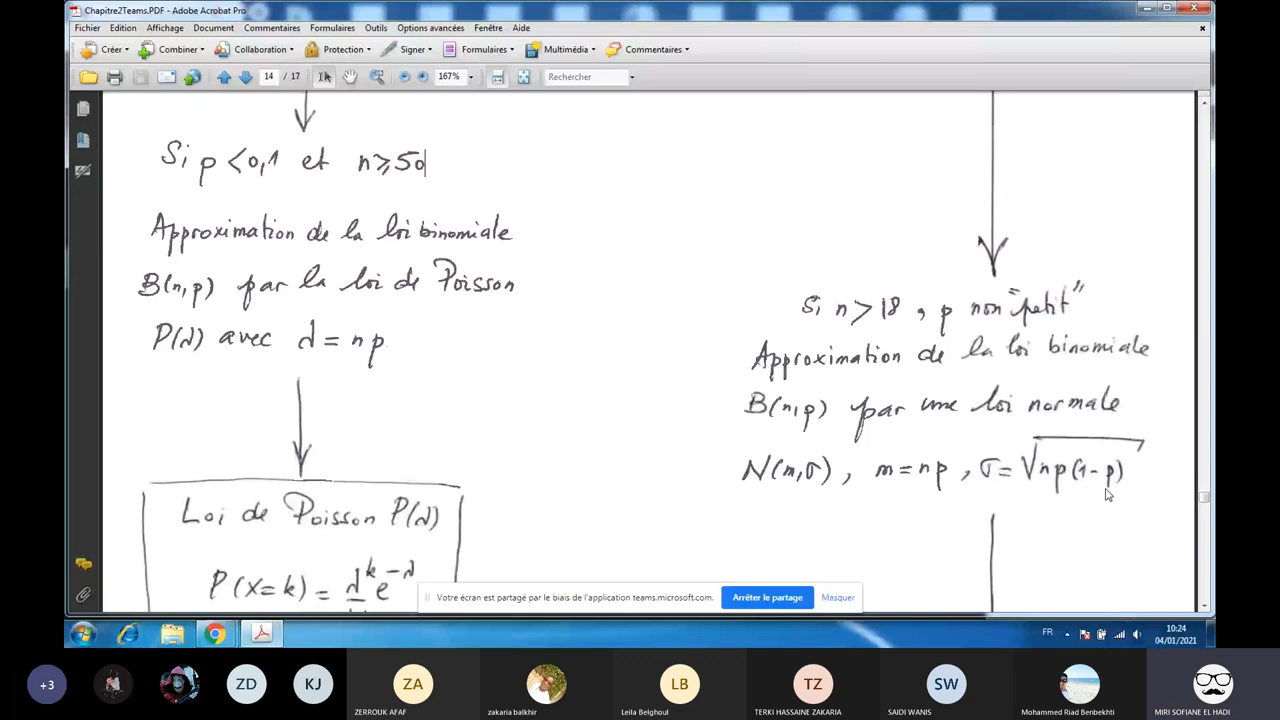 Chapitre2Teams.PDF - Adobe Acrobat Pro
Fichier Edition Affichage Document Commentaires Formulaires Outils Options avancées Fenêtre Aide
Créer Combiner Collaboration Protection Signer Formulaires Multimédia Commentaires
14 / 17 167% Rechercher
Si p < 0,1 et n ≥ 50
Approximation de la loi binomiale
B(n,p) par la loi de Poisson
P(λ) avec λ = n p
Loi de Poisson P(λ)
P(X=k) = λ^k e^-λ
Si n > 18 , p non "petit"
Approximation de la loi binomiale
B(n,p) par une loi normale
N(m,σ) , m = n p , σ = √np(1-p)
Votre écran est partagé par le biais de l'application teams.microsoft.com. Arrêter le partage Masquer
FR 10:24
04/01/2021
+3 ZD KJ ZA LB TZ SW
ZERROUK AFAF zakaria balkhir Leila Belghoul TERKI HASSAINE ZAKARIA SAIDI WANIS Mohammed Riad Benbekhti MIRI SOFIANE EL HADI